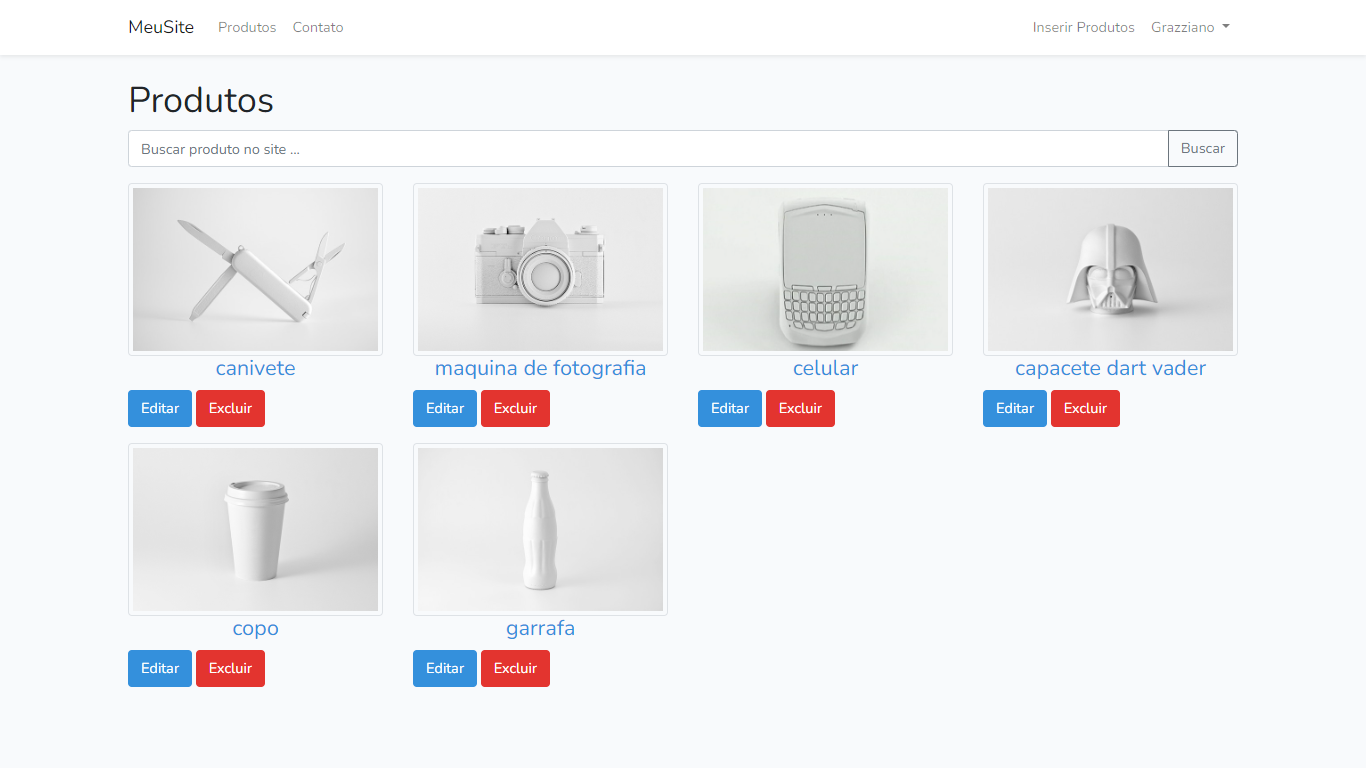 MeuSite Produtos Contato Inserir Produtos Grazziano
Produtos
Buscar produto no site ... Buscar
canivete maquina de fotografia celular capacete dart vader
Editar Excluir Editar Excluir Editar Excluir Editar Excluir
copo garrafa
Editar Excluir Editar Excluir